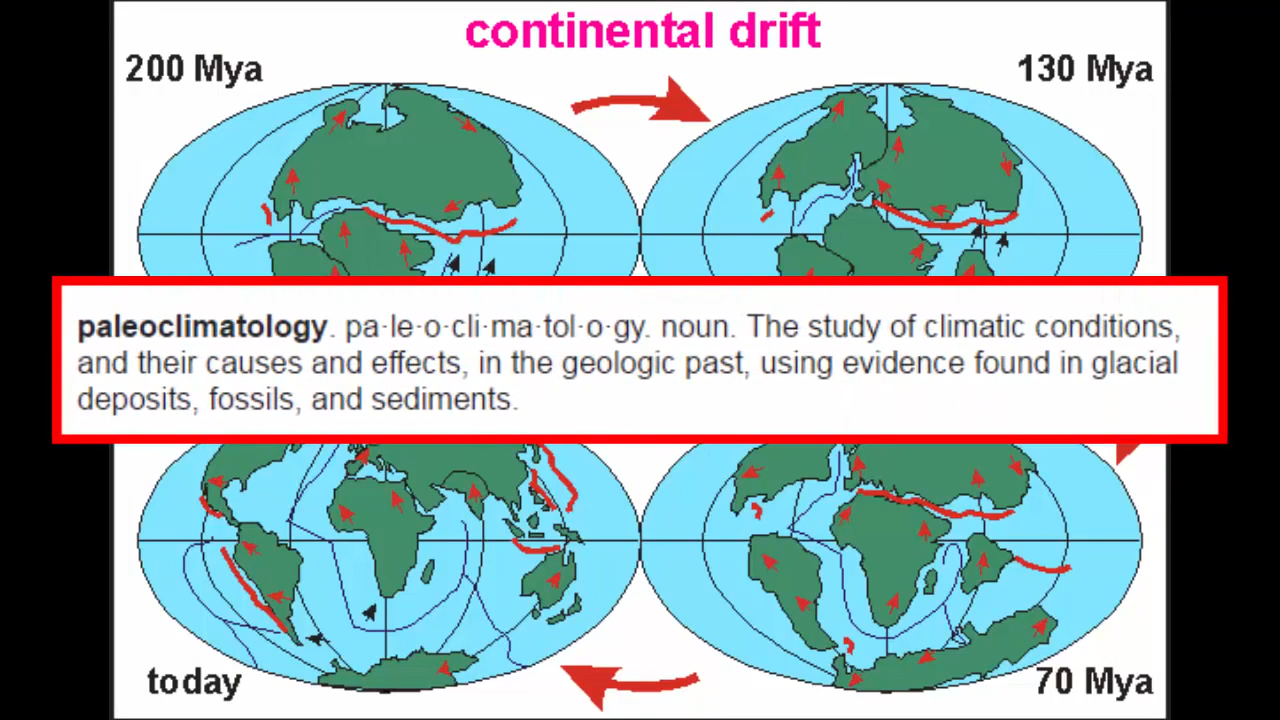 continental drift
200 Mya
130 Mya
paleoclimatology. pa·le·o·cli·ma·tol·o·gy. noun. The study of climatic conditions,
and their causes and effects, in the geologic past, using evidence found in glacial
deposits, fossils, and sediments.
today
70 Mya